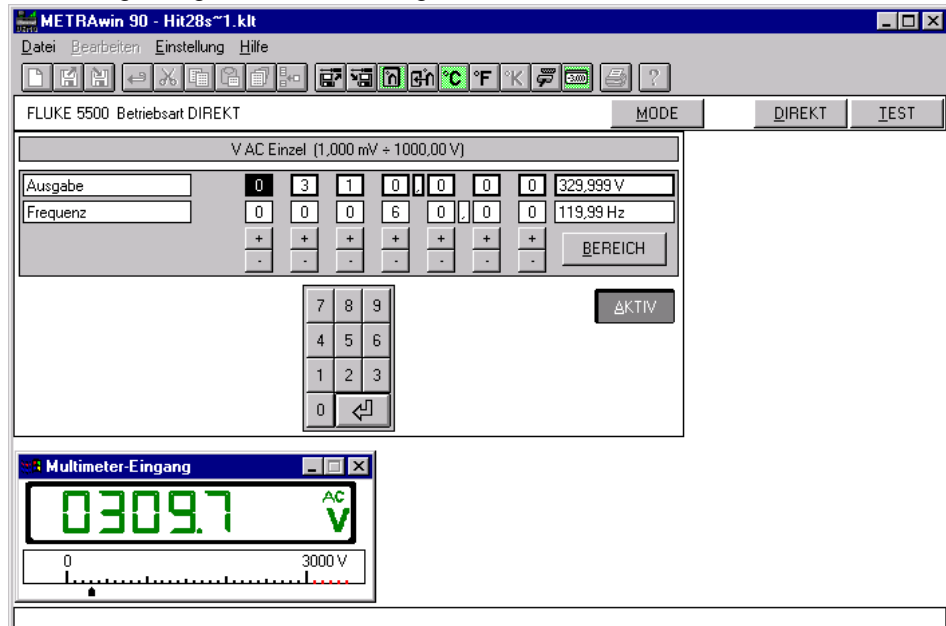 METRAwin 90 - Hit28s~1.klt
Datei Bearbeiten Einstellung Hilfe
°C °F °K ?
FLUKE 5500 Betriebsart DIREKT MODE DIREKT TEST
V AC Einzel (1,000 mV ÷ 1000,00 V)
Ausgabe 0 3 1 0 , 0 0 0 329,999 V
Frequenz 0 0 0 6 0 , 0 0 119,99 Hz
+ + + + + + +
- - - - - - -
BEREICH
7 8 9
AKTIV
4 5 6
1 2 3
0
Multimeter-Eingang
0309.7 AC V
0 3000 V